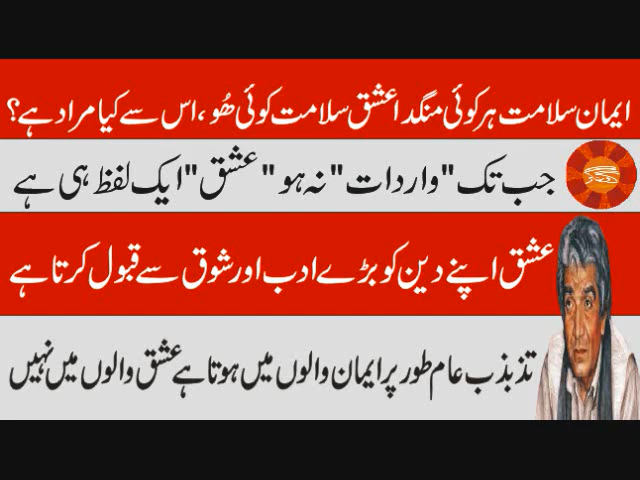 ایمان سلامت ہر کوئی منگدا عشق سلامت کوئی ھُو، اس سے کیا مراد ہے؟
جب تک "واردات" نہ ہو "عشق" ایک لفظ ہی ہے
عشق اپنے دین کو بڑے ادب اور شوق سے قبول کرتا ہے
تذبذب عام طور پر ایمان والوں میں ہوتا ہے عشق والوں میں نہیں